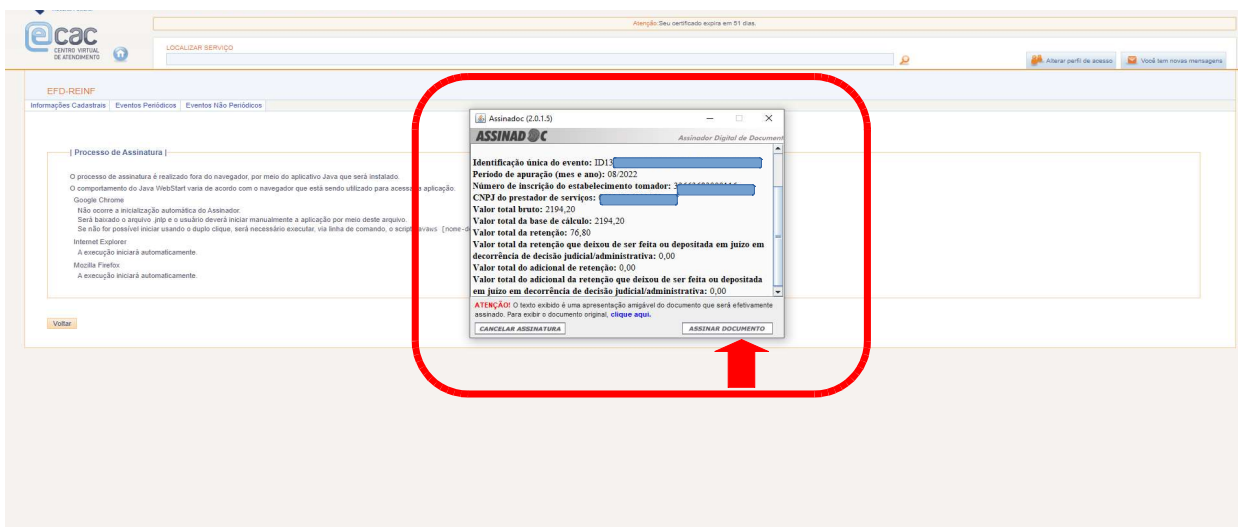 Atenção: Seu certificado expira em 51 dias.
ecac
CENTRO VIRTUAL
DE ATENDIMENTO
LOCALIZAR SERVIÇO
Alterar perfil de acesso
Você tem novas mensagens
EFD-REINF
Informações Cadastrais
Eventos Periódicos
Eventos Não Periódicos
| Processo de Assinatura |
O processo de assinatura é realizado fora do navegador, por meio do aplicativo Java que será instalado.
O comportamento do Java WebStart varia de acordo com o navegador que está sendo utilizado para acessar a aplicação.
Google Chrome
Não ocorre a inicialização automática do Assinador.
Será baixado o arquivo .jnlp e o usuário deverá iniciar manualmente a aplicação por meio deste arquivo.
Se não for possível iniciar usando o duplo clique, será necessário executar, via linha de comando, o script javaws [nome-d
Internet Explorer
A execução iniciará automaticamente.
Mozilla Firefox
A execução iniciará automaticamente.
Voltar
Assinadoc (2.0.1.5)
ASSINADOC
Assinador Digital de Document
Identificação única do evento: ID13
Período de apuração (mes e ano): 08/2022
Número de inscrição do estabelecimento tomador:
CNPJ do prestador de serviços:
Valor total bruto: 2194,20
Valor total da base de cálculo: 2194,20
Valor total da retenção: 76,80
Valor total da retenção que deixou de ser feita ou depositada em juízo em
decorrência de decisão judicial/administrativa: 0,00
Valor total do adicional de retenção: 0,00
Valor total do adicional da retenção que deixou de ser feita ou depositada
em juízo em decorrência de decisão judicial/administrativa: 0,00
ATENÇÃO! O texto exibido é uma apresentação amigável do documento que será efetivamente
assinado. Para exibir o documento original, clique aqui.
CANCELAR ASSINATURA
ASSINAR DOCUMENTO